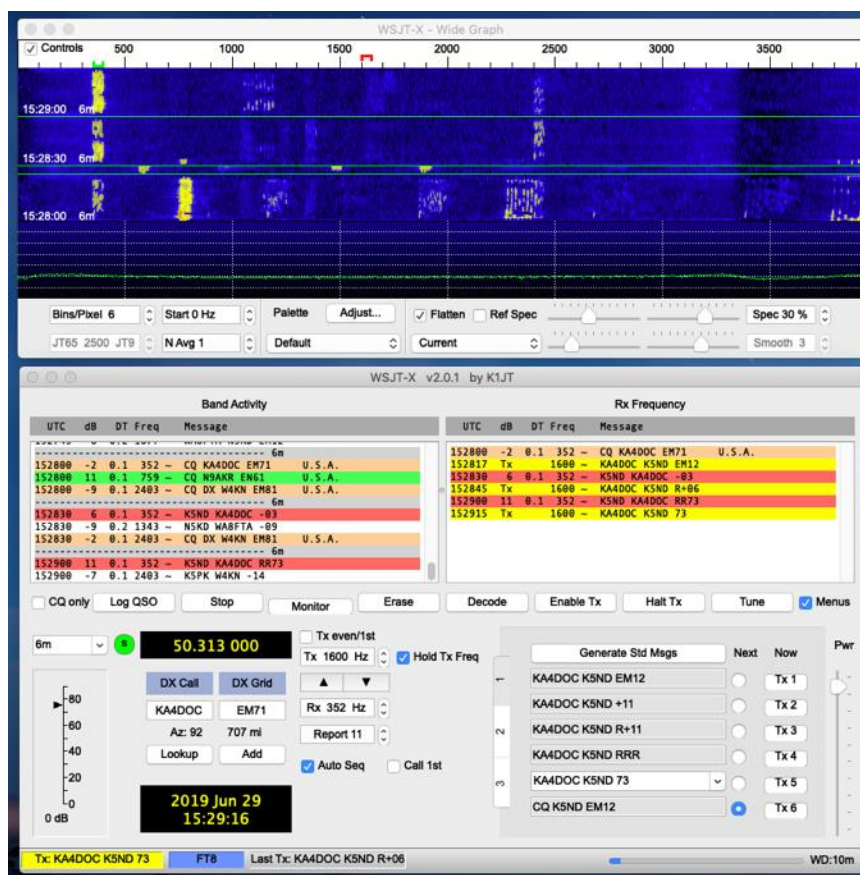 WSJT-X - Wide Graph
Controls 500 1000 1500 2000 2500 3000 3500
15:29:00 6m
15:28:30 6m
15:28:00 6m
Bins/Pixel 6 Start 0 Hz Palette Adjust... Flatten Ref Spec Spec 30 %
JT65 2500 JT9 N Avg 1 Default Current Smooth 3
WSJT-X v2.0.1 by K1JT
Band Activity Rx Frequency
UTC dB DT Freq Message UTC dB DT Freq Message
------------------------ 6m
152800 -2 0.1 352 ~ CQ KA4DOC EM71 U.S.A.
152800 11 0.1 759 ~ CQ N9AKR EN61 U.S.A.
152800 -9 0.1 2403 ~ CQ DX W4KN EM81 U.S.A.
------------------------ 6m
152830 6 0.1 352 ~ K5ND KA4DOC -03
152830 -9 0.2 1343 ~ N5KD WA8FTA -09
152830 -2 0.1 2403 ~ CQ DX W4KN EM81 U.S.A.
------------------------ 6m
152900 11 0.1 352 ~ K5ND KA4DOC RR73
152900 -7 0.1 2403 ~ K5PK W4KN -14
152800 -2 0.1 352 ~ CQ KA4DOC EM71 U.S.A.
152817 Tx 1600 ~ KA4DOC K5ND EM12
152830 6 0.1 352 ~ K5ND KA4DOC -03
152845 Tx 1600 ~ KA4DOC K5ND R+06
152900 11 0.1 352 ~ K5ND KA4DOC RR73
152915 Tx 1600 ~ KA4DOC K5ND 73
CQ only Log QSO Stop Monitor Erase Decode Enable Tx Halt Tx Tune Menus
6m S 50.313 000 Tx even/1st
Tx 1600 Hz Hold Tx Freq
DX Call DX Grid
KA4DOC EM71 Rx 352 Hz
Az: 92 707 mi Report 11
Lookup Add Auto Seq Call 1st
2019 Jun 29
15:29:16
-80
-60
-40
-20
0
0 dB
Generate Std Msgs Next Now Pwr
1
2
3
KA4DOC K5ND EM12 Tx 1
KA4DOC K5ND +11 Tx 2
KA4DOC K5ND R+11 Tx 3
KA4DOC K5ND RRR Tx 4
KA4DOC K5ND 73 Tx 5
CQ K5ND EM12 Tx 6
Tx: KA4DOC K5ND 73 FT8 Last Tx: KA4DOC K5ND R+06 WD:10m